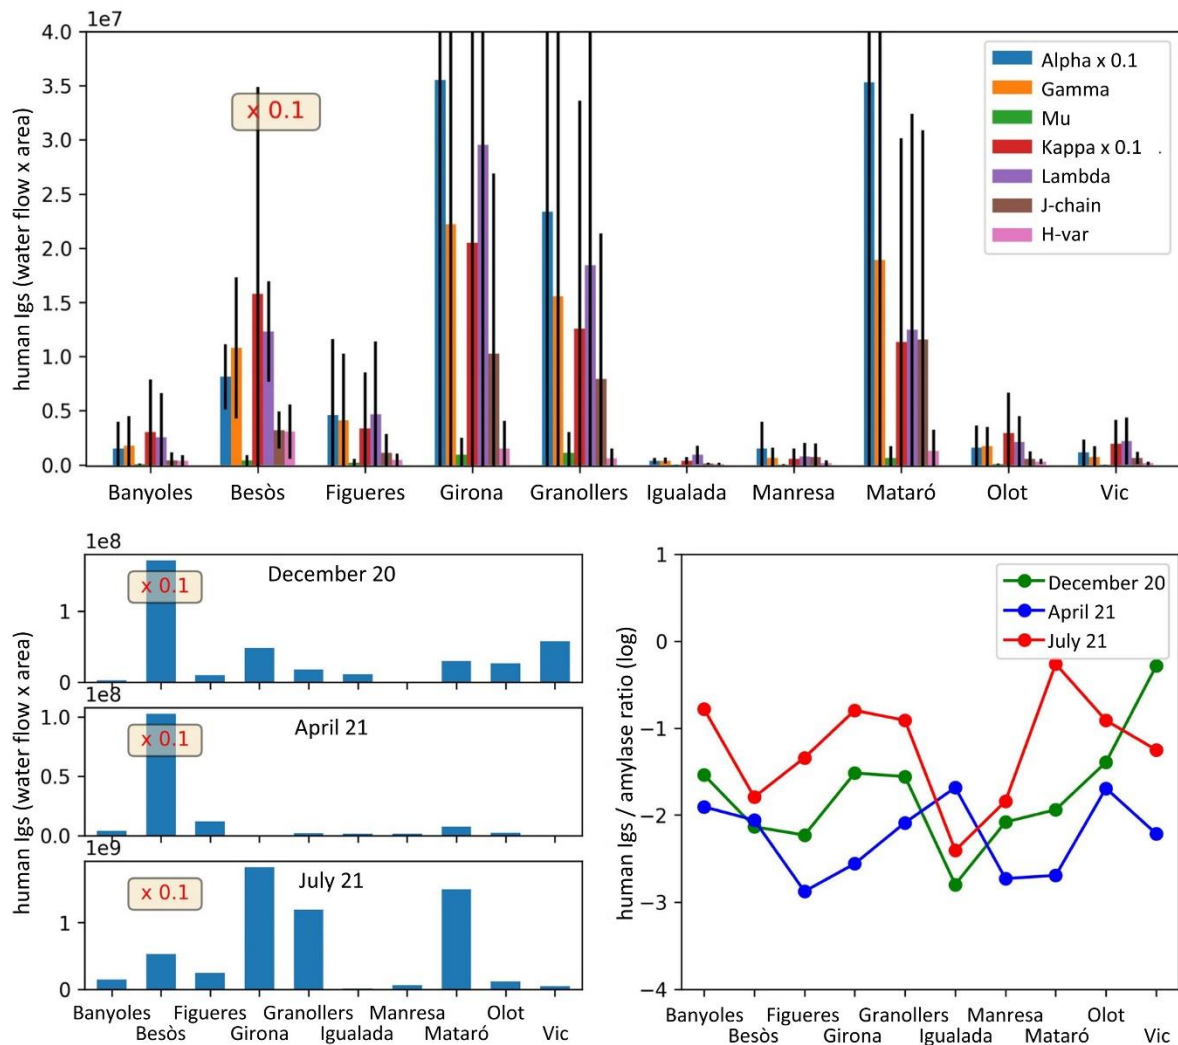 1e7
human Igs (water flow x area)
4.0
3.5
3.0
2.5
2.0
1.5
1.0
0.5
0.0
x 0.1
Alpha x 0.1
Gamma
Mu
Kappa x 0.1
Lambda
J-chain
H-var
Banyoles Besòs Figueres Girona Granollers Igualada Manresa Mataró Olot Vic
human Igs (water flow x area)
1e8
1
0
x 0.1
December 20
1e8
1.0
0.5
0.0
x 0.1
April 21
1e9
1
0
x 0.1
July 21
Banyoles Figueres Granollers Manresa Olot
Besòs Girona Igualada Mataró Vic
human Igs / amylase ratio (log)
1
0
−1
−2
−3
−4
December 20
April 21
July 21
Banyoles Figueres Granollers Manresa Olot
Besòs Girona Igualada Mataró Vic